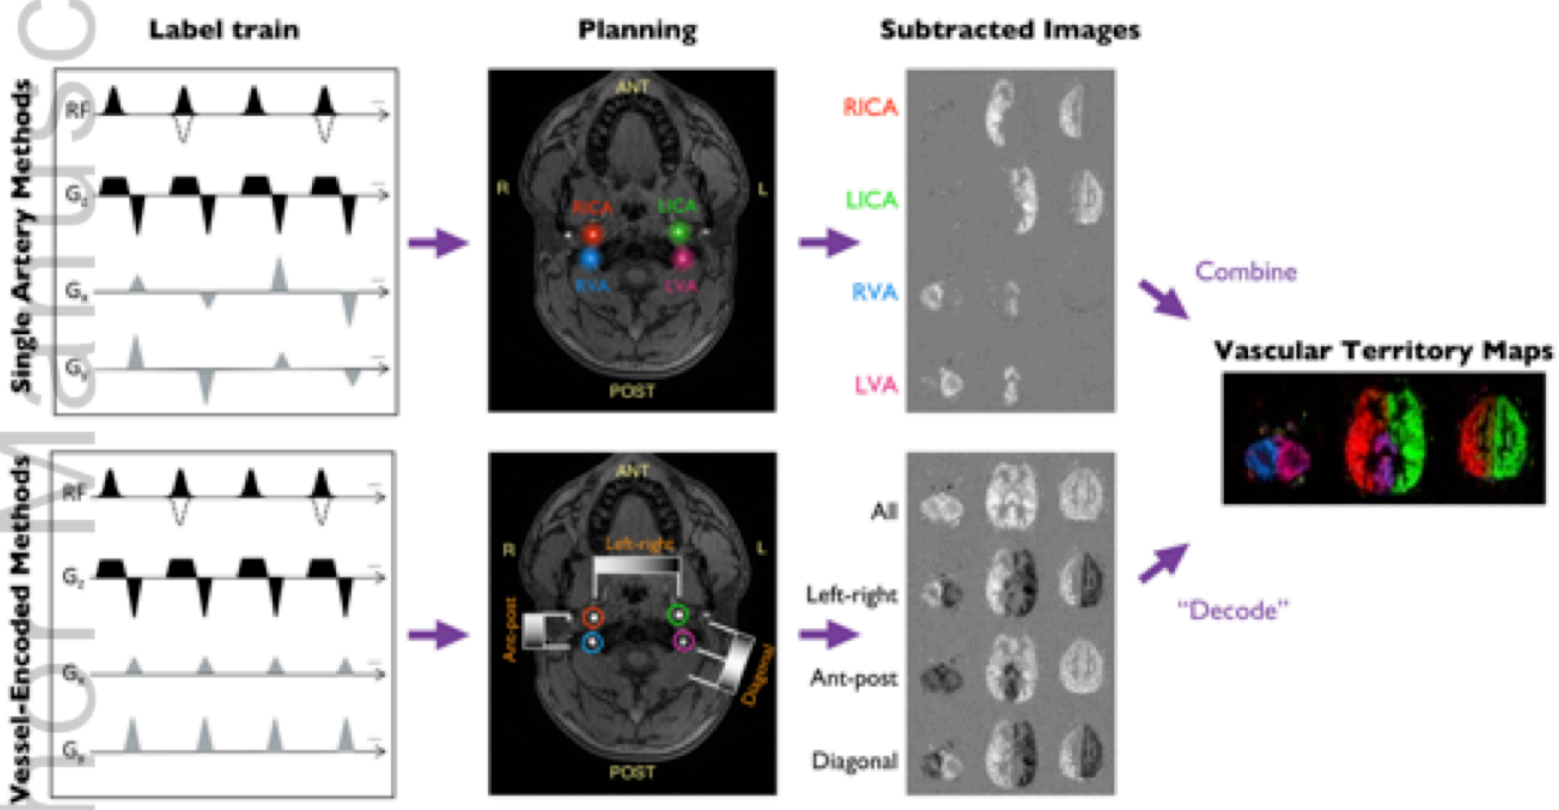 Label train
Planning
Subtracted Images
Single Artery Methods
RF
Gz
Gx
Gy
ANT
R
L
RICA
LICA
RVA
LVA
POST
RICA
LICA
RVA
LVA
Combine
Vascular Territory Maps
Vessel-Encoded Methods
RF
Gz
Gx
Gy
ANT
R
L
Left-right
Ant-post
Diagonal
POST
All
Left-right
Ant-post
Diagonal
“Decode”